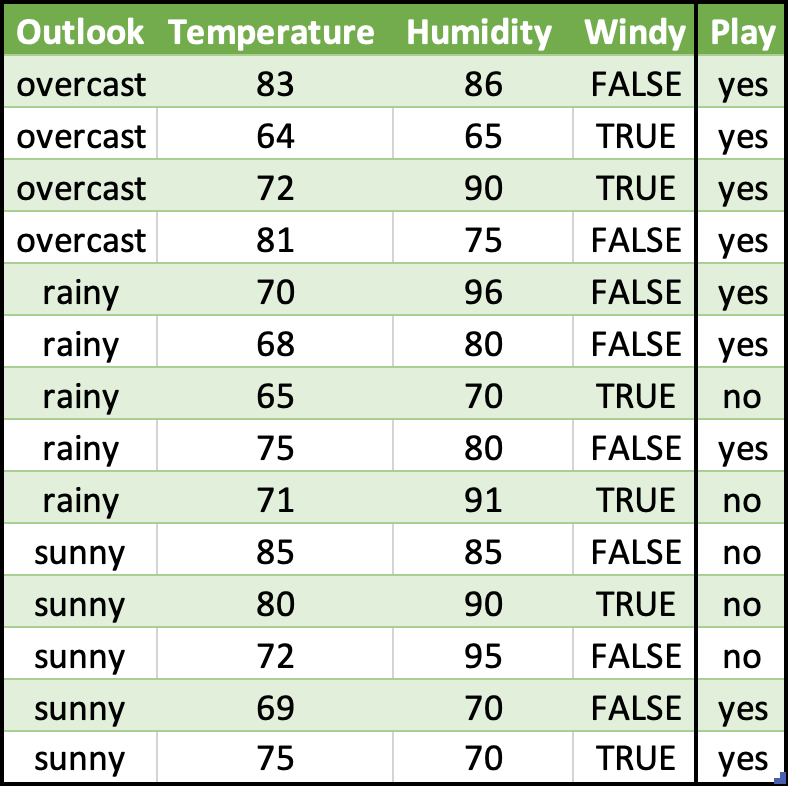 Outlook Temperature Humidity Windy Play
overcast 83 86 FALSE yes
overcast 64 65 TRUE yes
overcast 72 90 TRUE yes
overcast 81 75 FALSE yes
rainy 70 96 FALSE yes
rainy 68 80 FALSE yes
rainy 65 70 TRUE no
rainy 75 80 FALSE yes
rainy 71 91 TRUE no
sunny 85 85 FALSE no
sunny 80 90 TRUE no
sunny 72 95 FALSE no
sunny 69 70 FALSE yes
sunny 75 70 TRUE yes